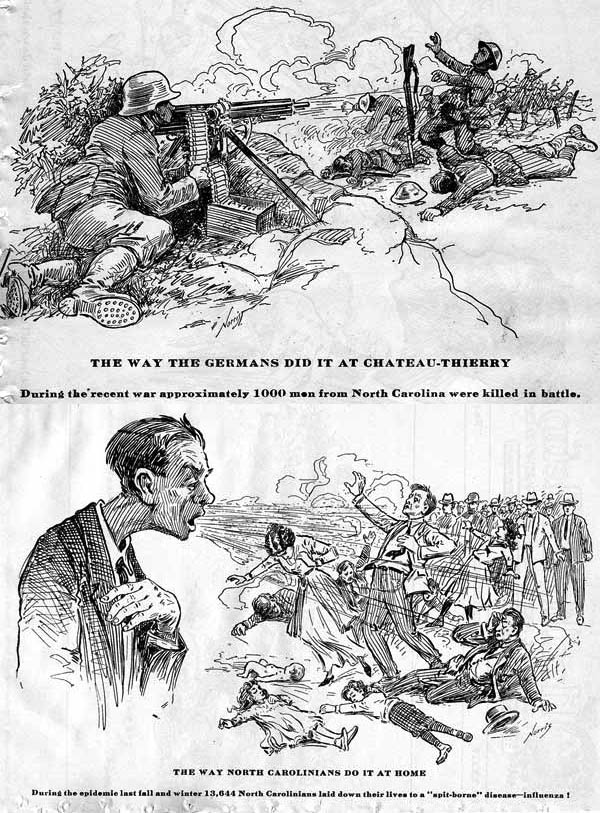 Norris
THE WAY THE GERMANS DID IT AT CHATEAU-THIERRY
During the recent war approximately 1000 men from North Carolina were killed in battle.
Norris
THE WAY NORTH CAROLINIANS DO IT AT HOME
During the epidemic last fall and winter 13,644 North Carolinians laid down their lives to a "spit-borne" disease—influenza !